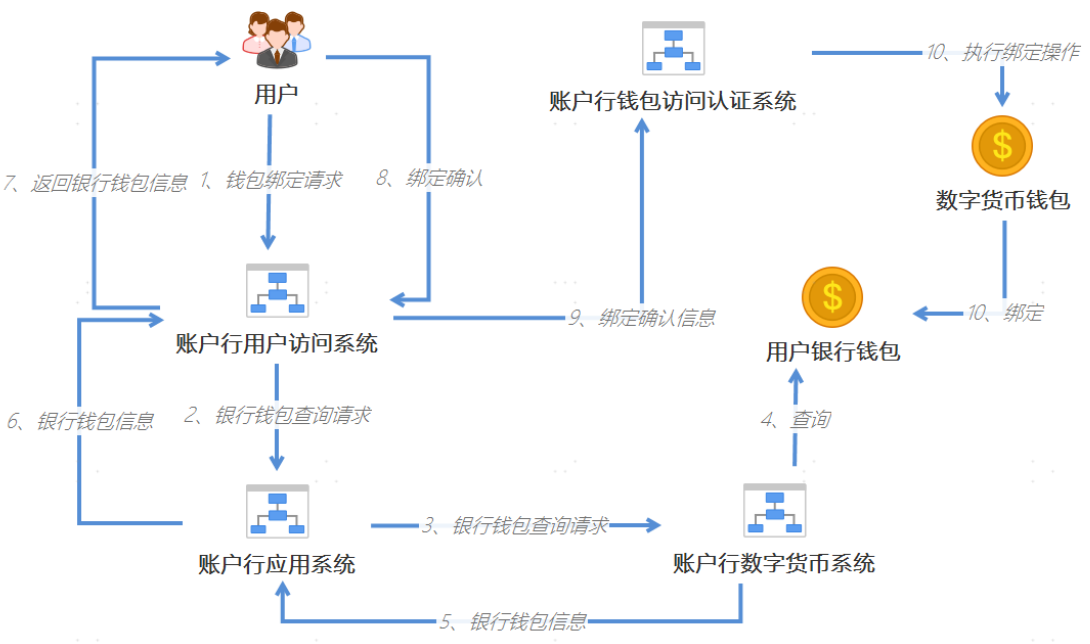 10、执行绑定操作
用户
账户行钱包访问认证系统
$
7、返回银行钱包信息
1、钱包绑定请求
8、绑定确认
数字货币钱包
$
9、绑定确认信息
10、绑定
账户行用户访问系统
用户银行钱包
6、银行钱包信息
2、银行钱包查询请求
4、查询
3、银行钱包查询请求
账户行应用系统
账户行数字货币系统
5、银行钱包信息